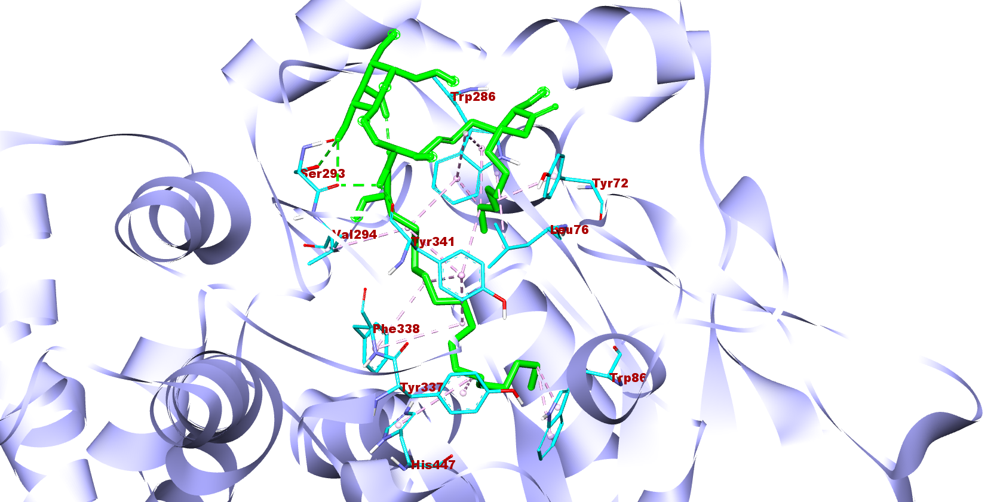 Trp286
Ser293
Tyr72
Leu76
Val294
Tyr341
Phe338
Trp86
Tyr337
His447